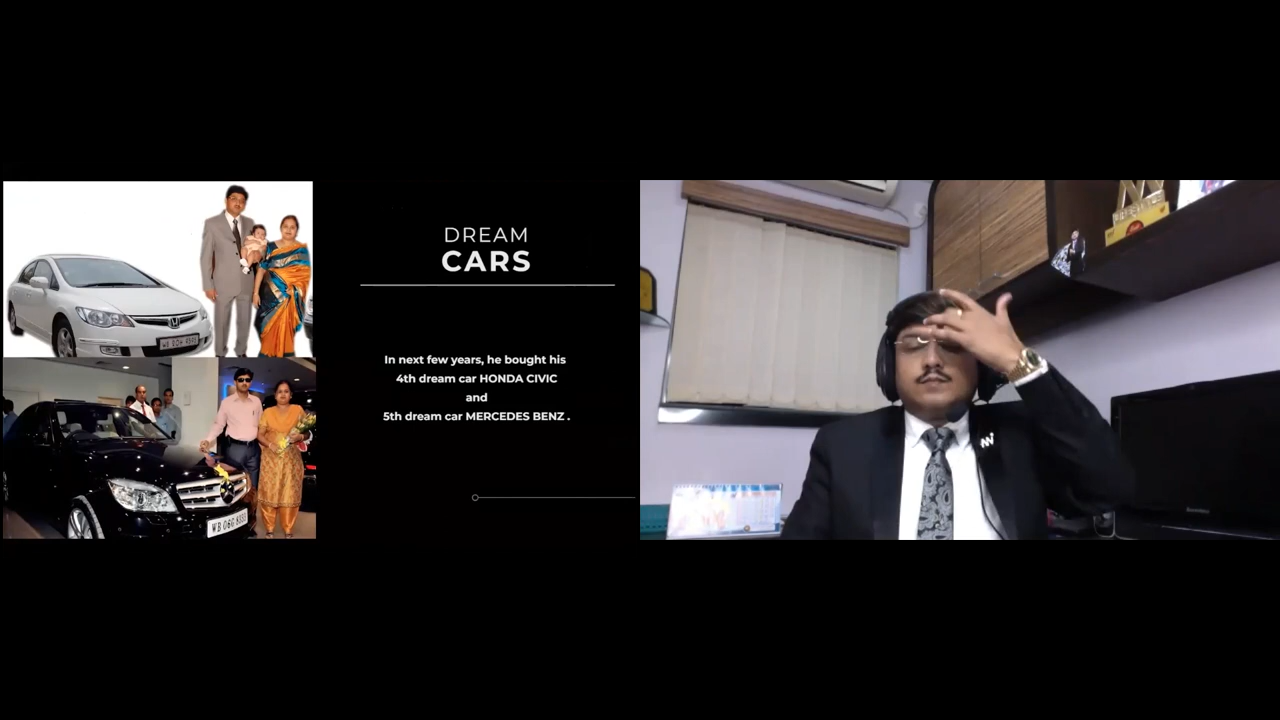 DREAM
CARS
In next few years, he bought his
4th dream car HONDA CIVIC
and
5th dream car MERCEDES BENZ .